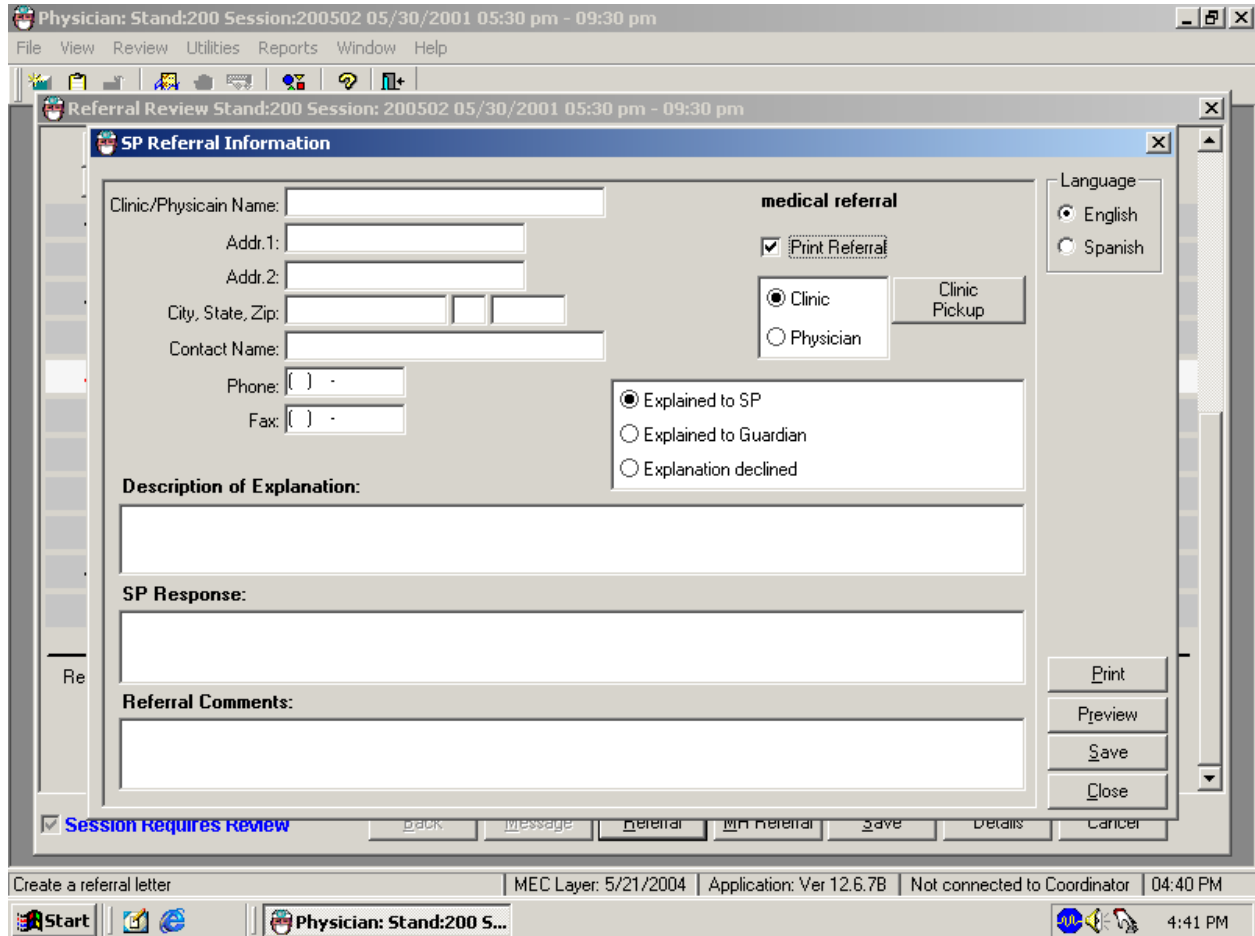 Physician: Stand:200 Session:200502 05/30/2001 05:30 pm - 09:30 pm
File View Review Utilities Reports Window Help
Referral Review Stand:200 Session: 200502 05/30/2001 05:30 pm - 09:30 pm
SP Referral Information
Clinic/Physicain Name:
medical referral
Language
English
Spanish
Addr.1:
Print Referral
Addr.2:
City, State, Zip:
Clinic
Physician
Clinic
Pickup
Contact Name:
Phone: ( ) -
Fax: ( ) -
Explained to SP
Explained to Guardian
Explanation declined
Description of Explanation:
SP Response:
Re
Print
Referral Comments:
Preview
Save
Close
Session Requires Review Back Message Referral MH Referral Save Details Cancel
Create a referral letter MEC Layer: 5/21/2004 Application: Ver 12.6.7B Not connected to Coordinator 04:40 PM
Start Physician: Stand:200 S... 4:41 PM